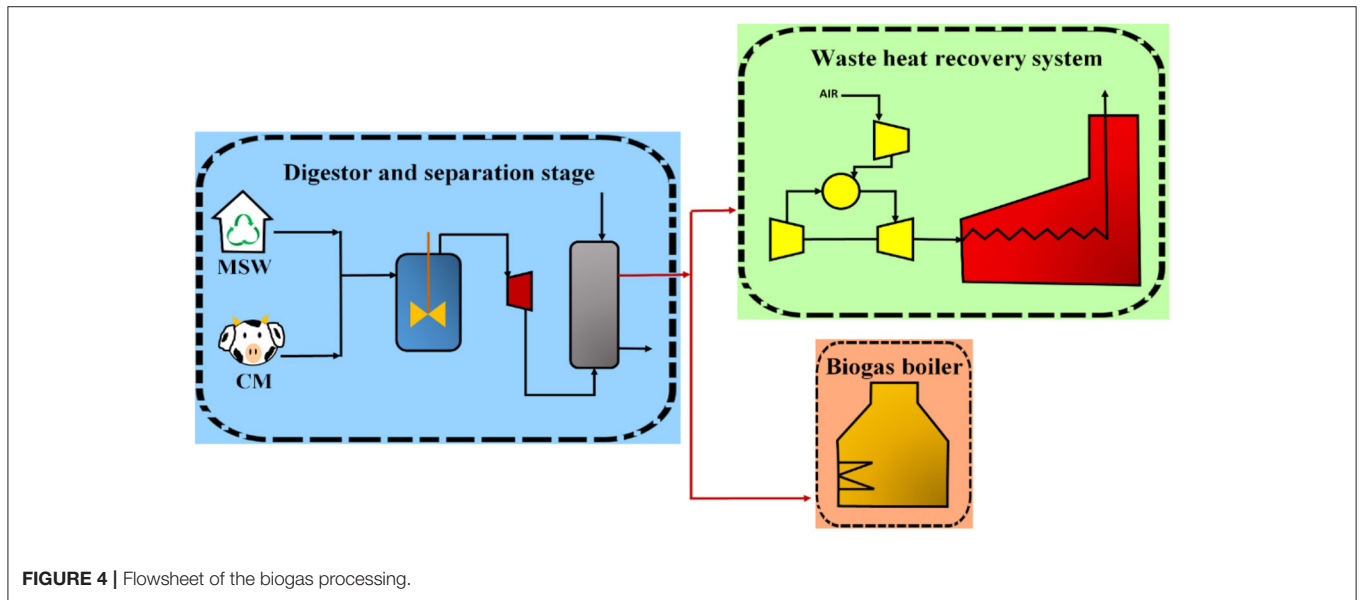 Waste heat recovery system
AIR
Digestor and separation stage
MSW
CM
Biogas boiler
FIGURE 4 | Flowsheet of the biogas processing.